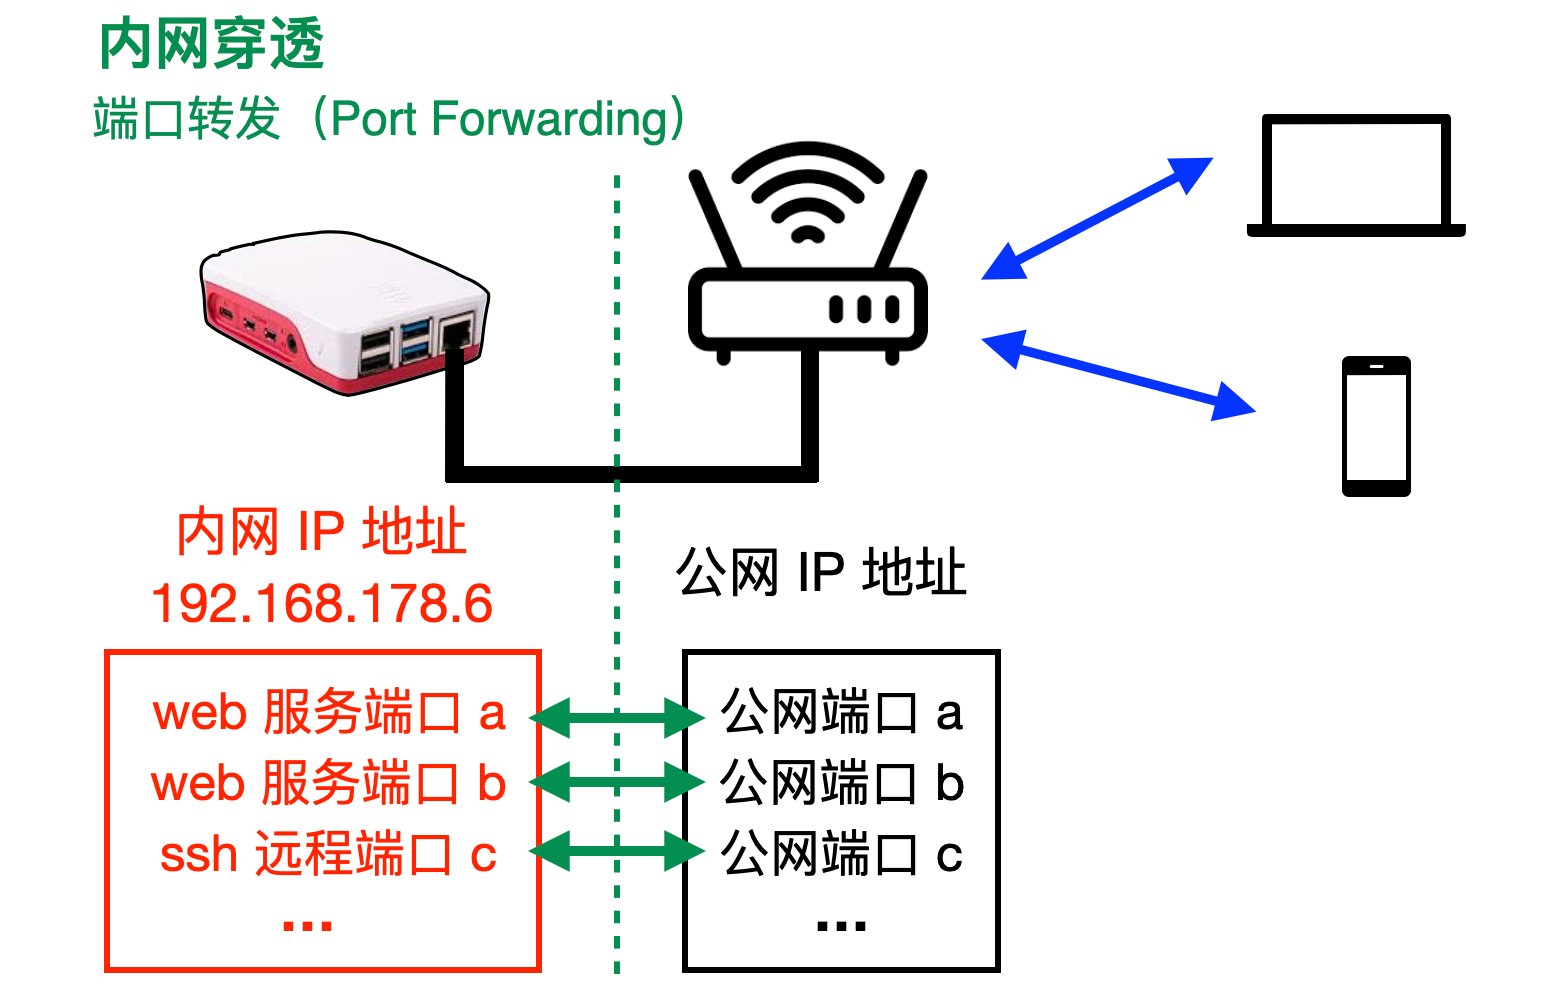 内网穿透
端口转发（Port Forwarding）
内网 IP 地址
192.168.178.6
web 服务端口 a
web 服务端口 b
ssh 远程端口 c
...
公网 IP 地址
公网端口 a
公网端口 b
公网端口 c
...